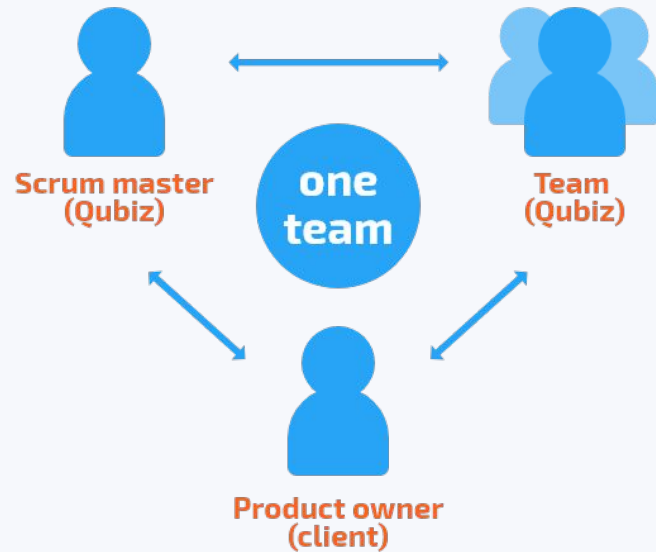 Scrum master
(Qubiz)
Team
(Qubiz)
one
team
Product owner
(client)